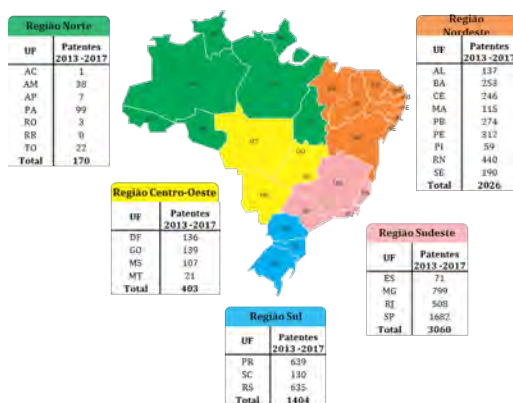 Região Norte
UF Patentes
2013-2017
AC 1
AM 38
AP 7
PA 99
RO 3
RR 0
TO 22
Total 170
Região
Nordeste
UF Patentes
2013-2017
AL 137
BA 253
CE 246
MA 115
PB 274
PE 312
PI 59
RN 440
SE 190
Total 2026
Região Centro-Oeste
UF Patentes
2013-2017
DF 136
GO 139
MS 107
MT 21
Total 403
Região Sudeste
UF Patentes
2013-2017
ES 71
MG 799
RJ 508
SP 1682
Total 3060
Região Sul
UF Patentes
2013-2017
PR 639
SC 130
RS 635
Total 1404